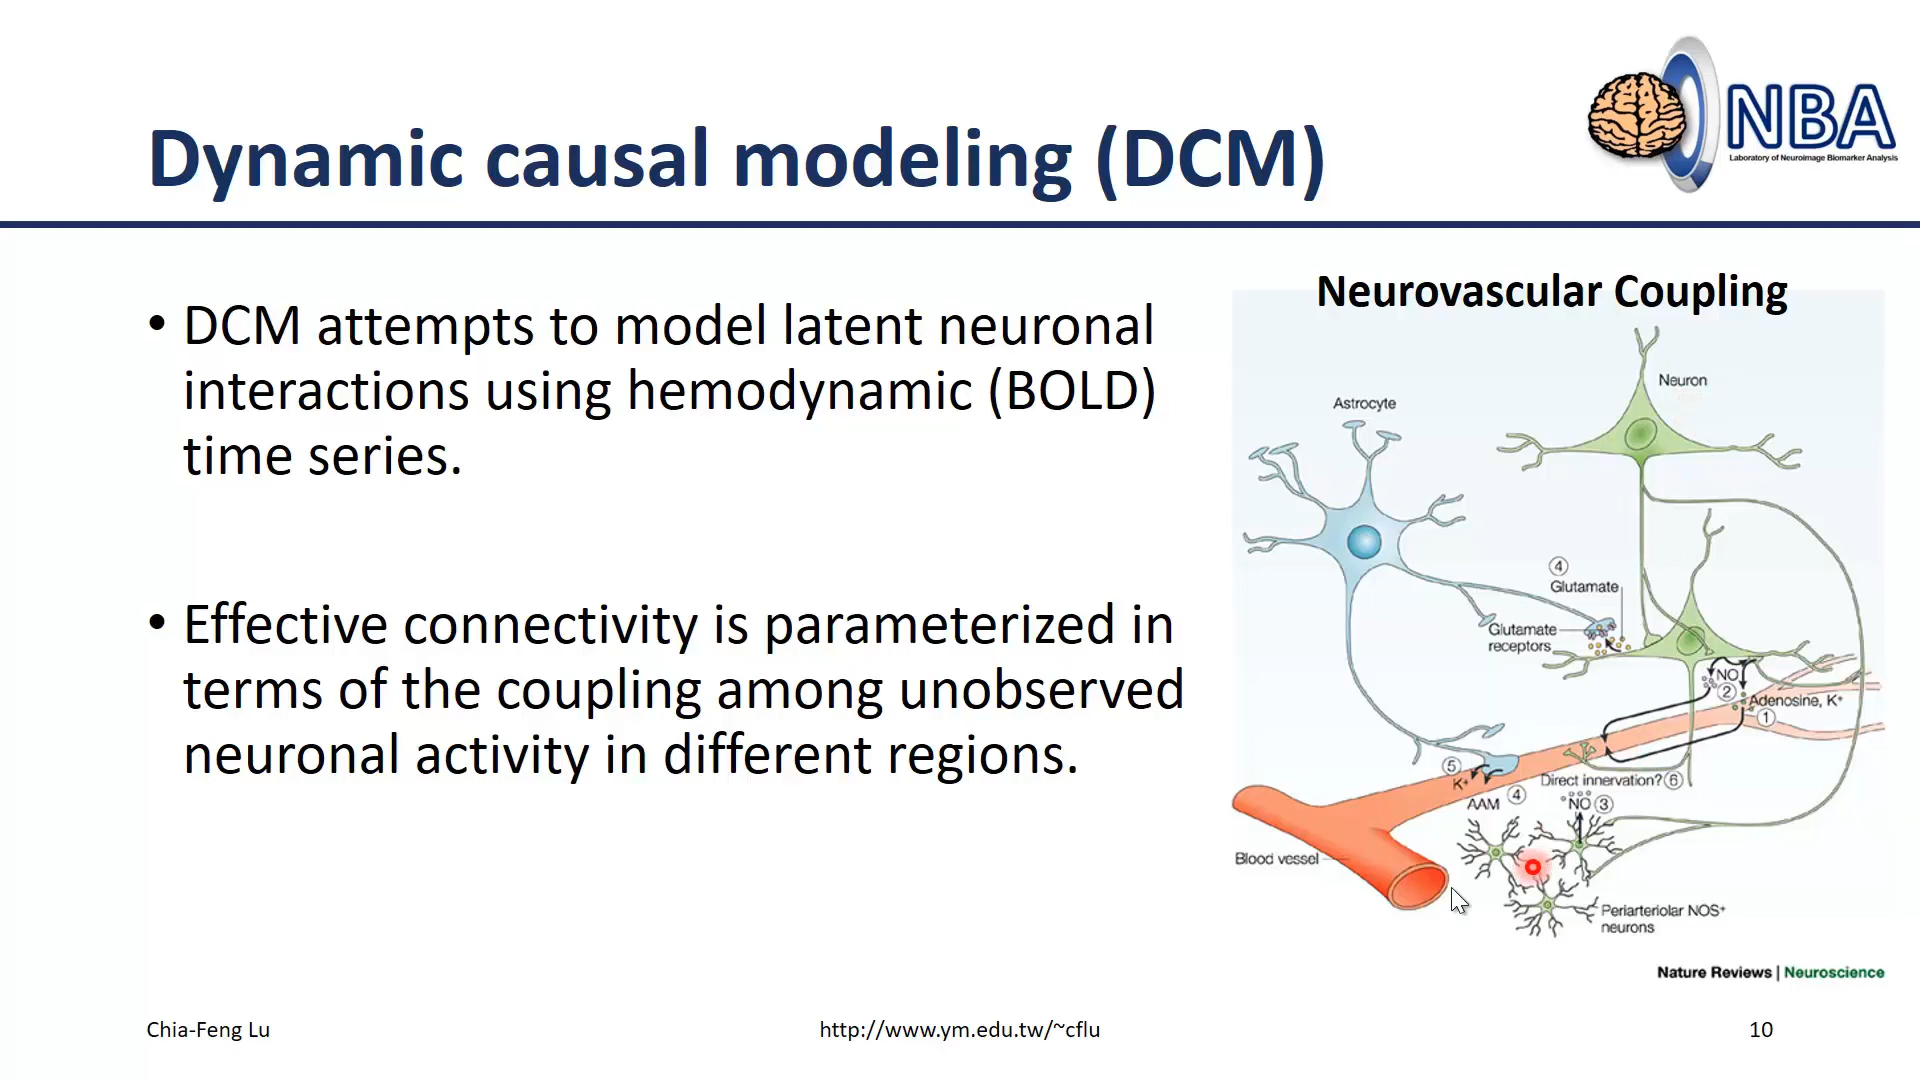 NBA
Laboratory of Neuroimage Biomarker Analysis
Dynamic causal modeling (DCM)
• DCM attempts to model latent neuronal
interactions using hemodynamic (BOLD)
time series.
• Effective connectivity is parameterized in
terms of the coupling among unobserved
neuronal activity in different regions.
Neurovascular Coupling
Neuron
Astrocyte
④
Glutamate
Glutamate
receptors
NO
②
Adenosine, K⁺
①
⑤
K⁺
Direct innervation?⑥
AAM ④
NO ③
Blood vessel
Periarteriolar NOS⁺
neurons
Nature Reviews | Neuroscience
Chia-Feng Lu
http://www.ym.edu.tw/~cflu
10